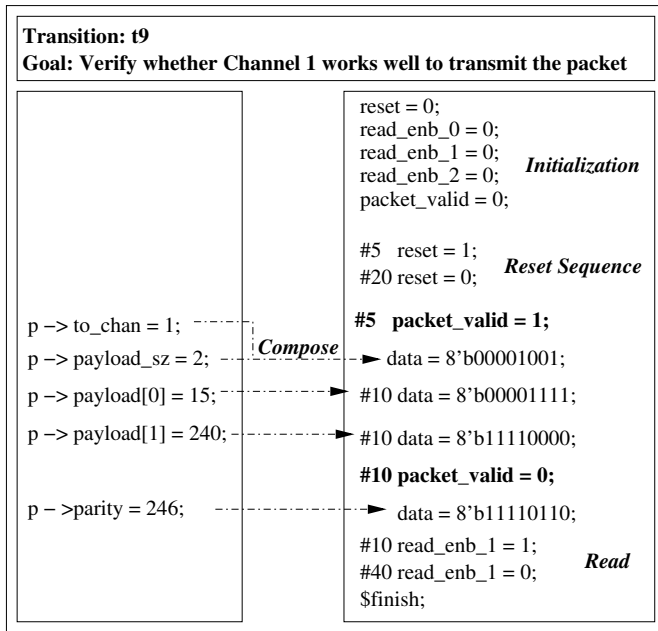 Transition: t9
Goal: Verify whether Channel 1 works well to transmit the packet
reset = 0;
read_enb_0 = 0;
read_enb_1 = 0;
read_enb_2 = 0;
packet_valid = 0;
Initialization
#5 reset = 1;
#20 reset = 0;
Reset Sequence
p -> to_chan = 1;
#5 packet_valid = 1;
Compose
p -> payload_sz = 2;
data = 8'b00001001;
p -> payload[0] = 15;
#10 data = 8'b00001111;
p -> payload[1] = 240;
#10 data = 8'b11110000;
#10 packet_valid = 0;
p ->parity = 246;
data = 8'b11110110;
#10 read_enb_1 = 1;
#40 read_enb_1 = 0;
Read
$finish;